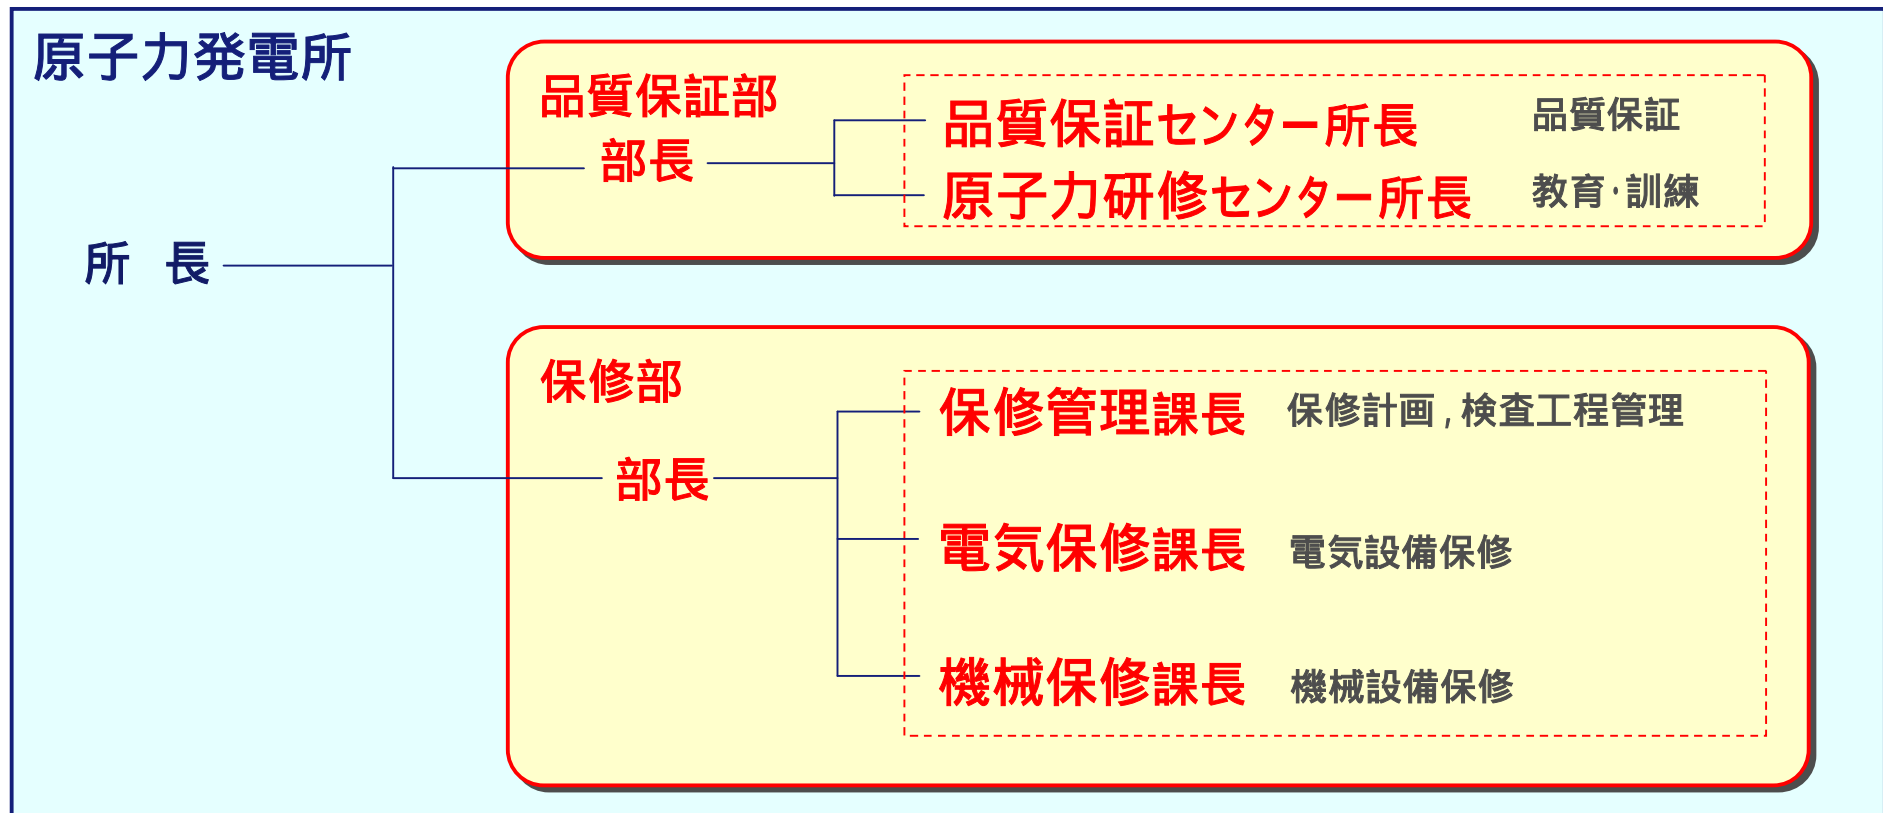 原子力発電所
品質保証部
品質保証センター所長 品質保証
部長
原子力研修センター所長 教育・訓練
所 長
保修部
保修管理課長 保修計画,検査工程管理
部長
電気保修課長 電気設備保修
機械保修課長 機械設備保修